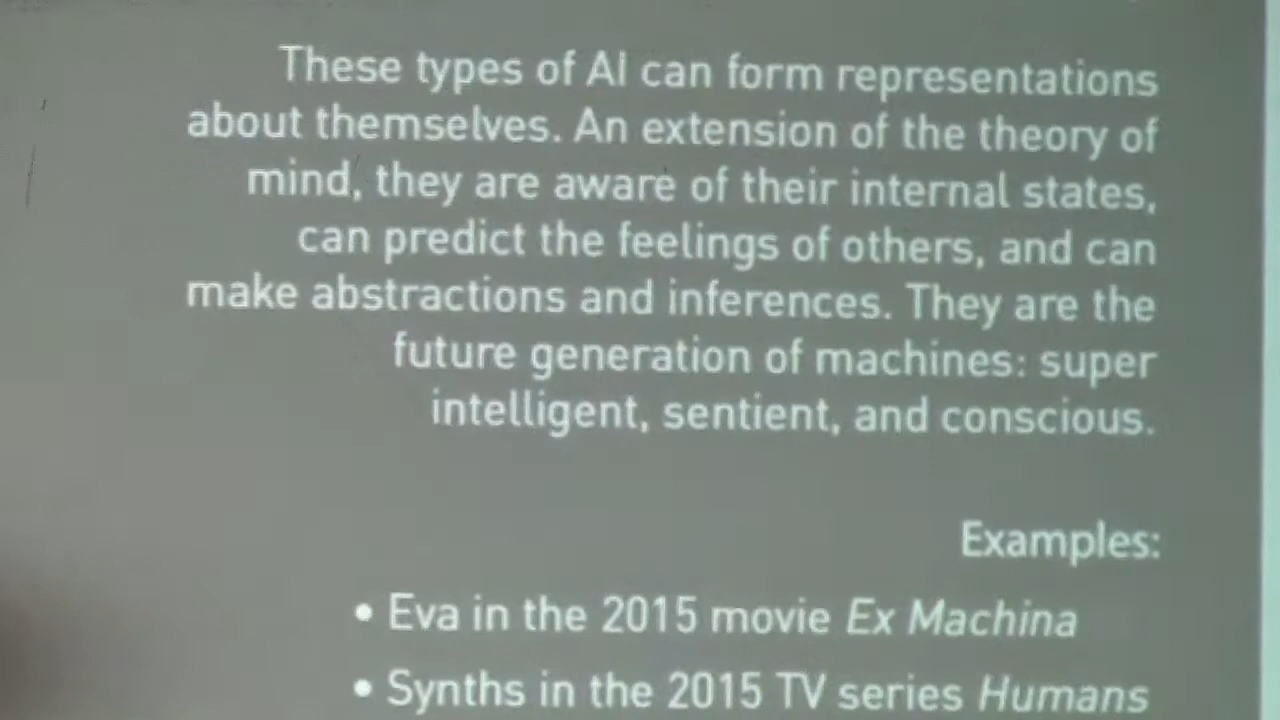 These types of AI can form representations
about themselves. An extension of the theory of
mind, they are aware of their internal states,
can predict the feelings of others, and can
make abstractions and inferences. They are the
future generation of machines: super
intelligent, sentient, and conscious.
Examples:
• Eva in the 2015 movie Ex Machina
• Synths in the 2015 TV series Humans